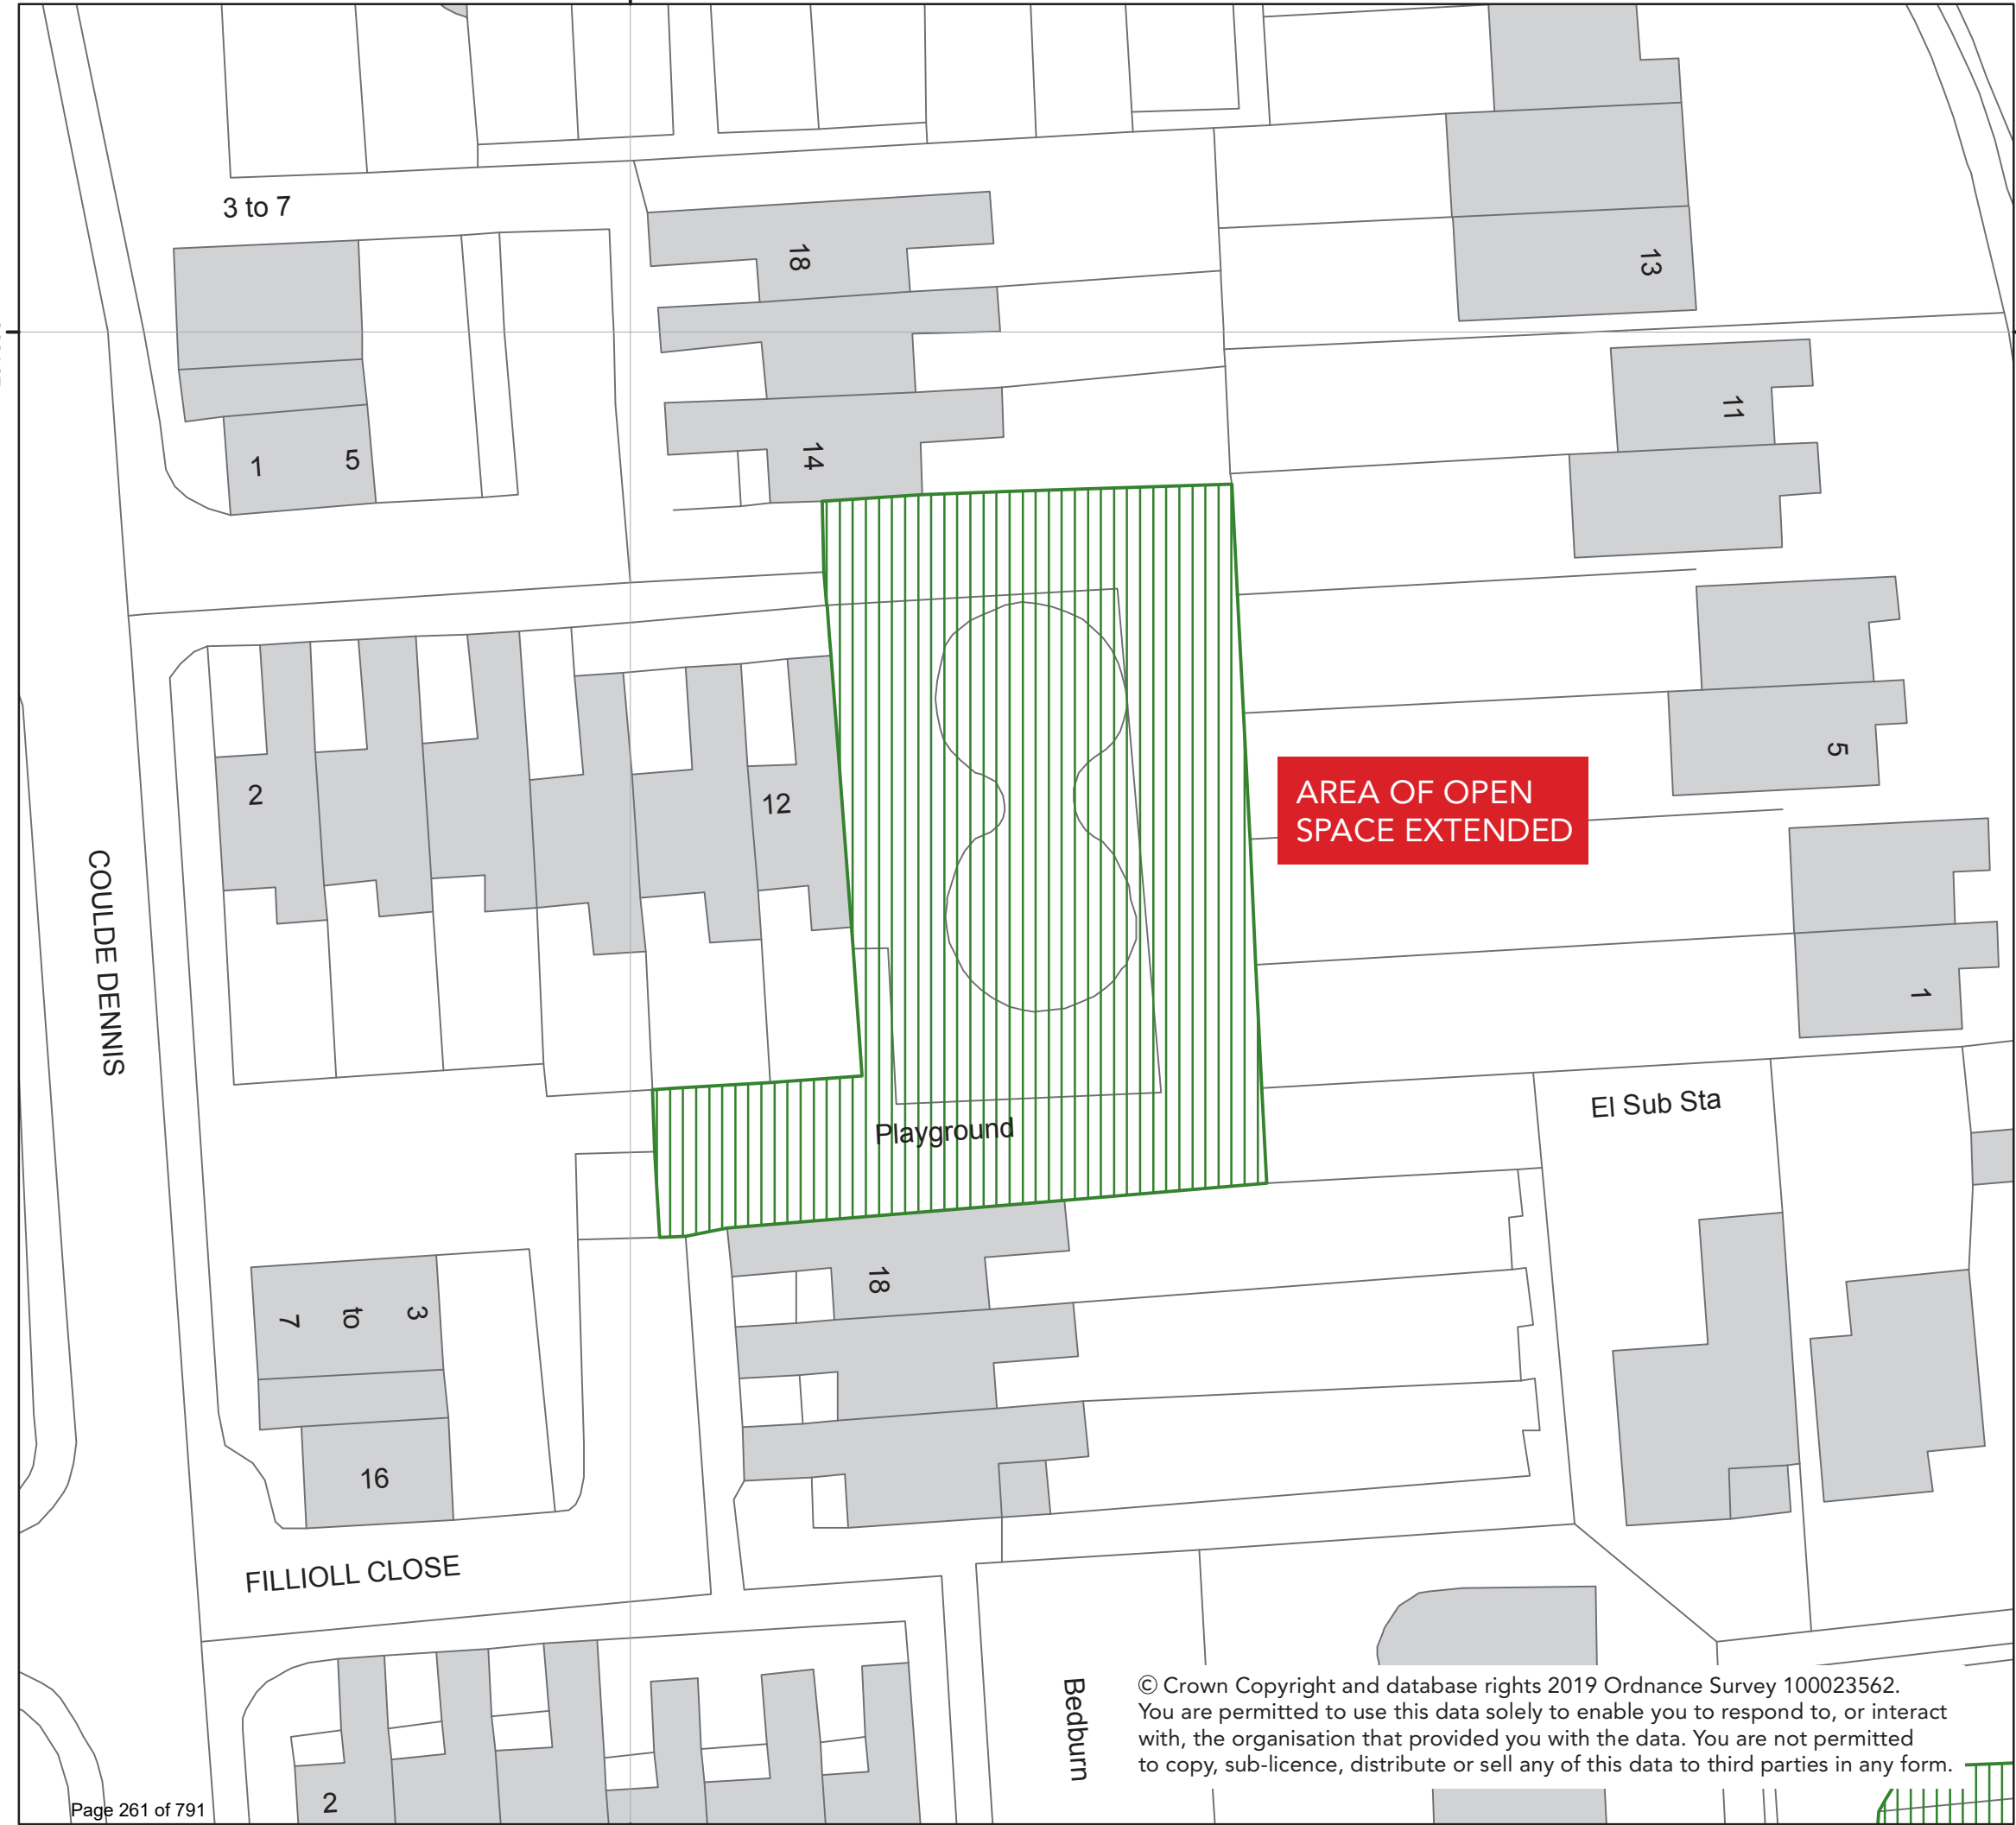 3 to 7
18
13
11
1 5
14
5
2
12
AREA OF OPEN
SPACE EXTENDED
COULDE DENNIS
1
El Sub Sta
Playground
18
7 to 3
16
FILLIOLL CLOSE
Bedburn
© Crown Copyright and database rights 2019 Ordnance Survey 100023562.
You are permitted to use this data solely to enable you to respond to, or interact
with, the organisation that provided you with the data. You are not permitted
to copy, sub-licence, distribute or sell any of this data to third parties in any form.
2
Page 261 of 791